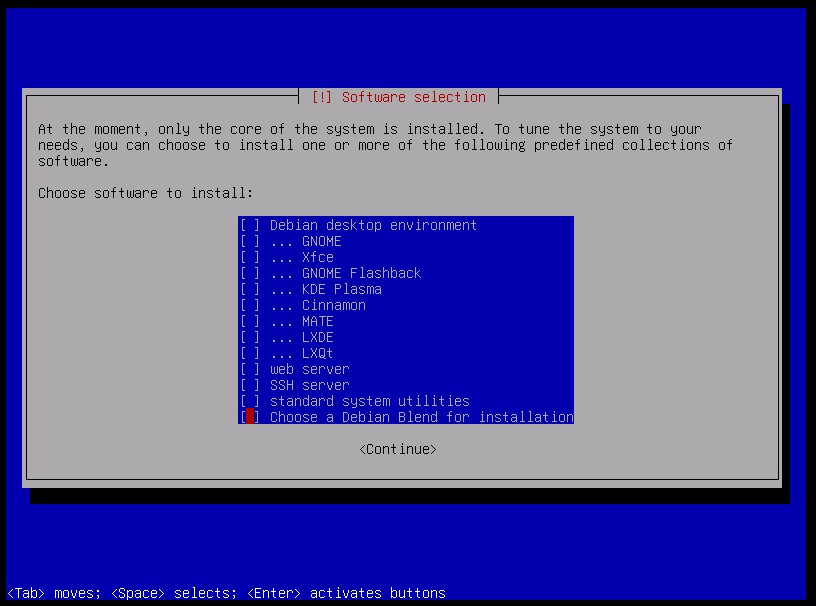 [!] Software selection
At the moment, only the core of the system is installed. To tune the system to your
needs, you can choose to install one or more of the following predefined collections of
software.
Choose software to install:
[ ] Debian desktop environment
[ ] ... GNOME
[ ] ... Xfce
[ ] ... GNOME Flashback
[ ] ... KDE Plasma
[ ] ... Cinnamon
[ ] ... MATE
[ ] ... LXDE
[ ] ... LXQt
[ ] web server
[ ] SSH server
[ ] standard system utilities
[ ] Choose a Debian Blend for installation
<Continue>
<Tab> moves; <Space> selects; <Enter> activates buttons